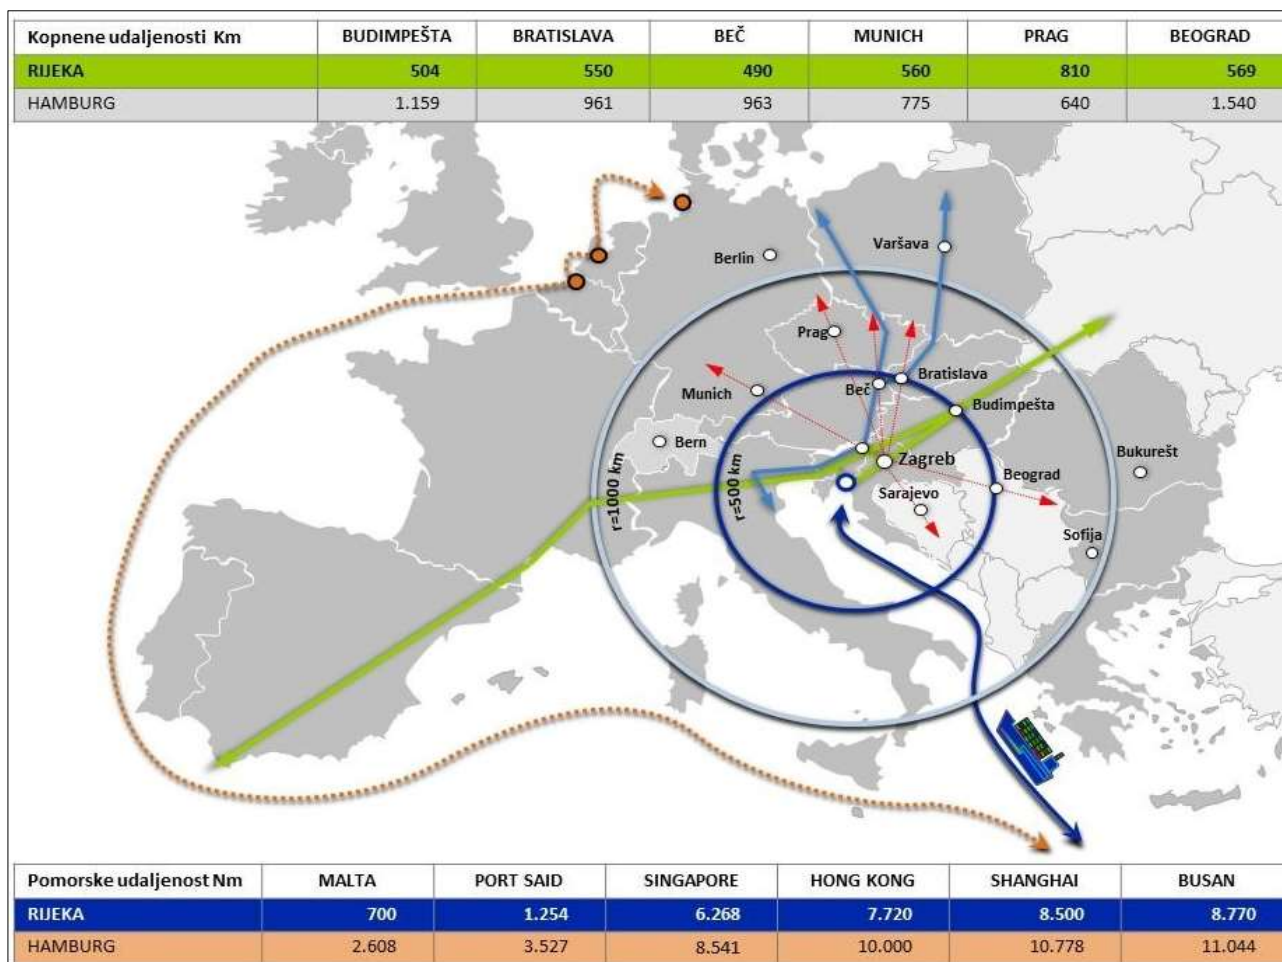 Kopnene udaljenosti Km BUDIMPEŠTA BRATISLAVA BEČ MUNICH PRAG BEOGRAD
RIJEKA 504 550 490 560 810 569
HAMBURG 1.159 961 963 775 640 1.540
Varšava
Berlin
Prag
Bratislava
Beč
Munich
Budimpešta
Bern
Zagreb
Bukurešt
Beograd
Sarajevo
r=1000 km
r=500 km
Sofija
Pomorske udaljenost Nm MALTA PORT SAID SINGAPORE HONG KONG SHANGHAI BUSAN
RIJEKA 700 1.254 6.268 7.720 8.500 8.770
HAMBURG 2.608 3.527 8.541 10.000 10.778 11.044